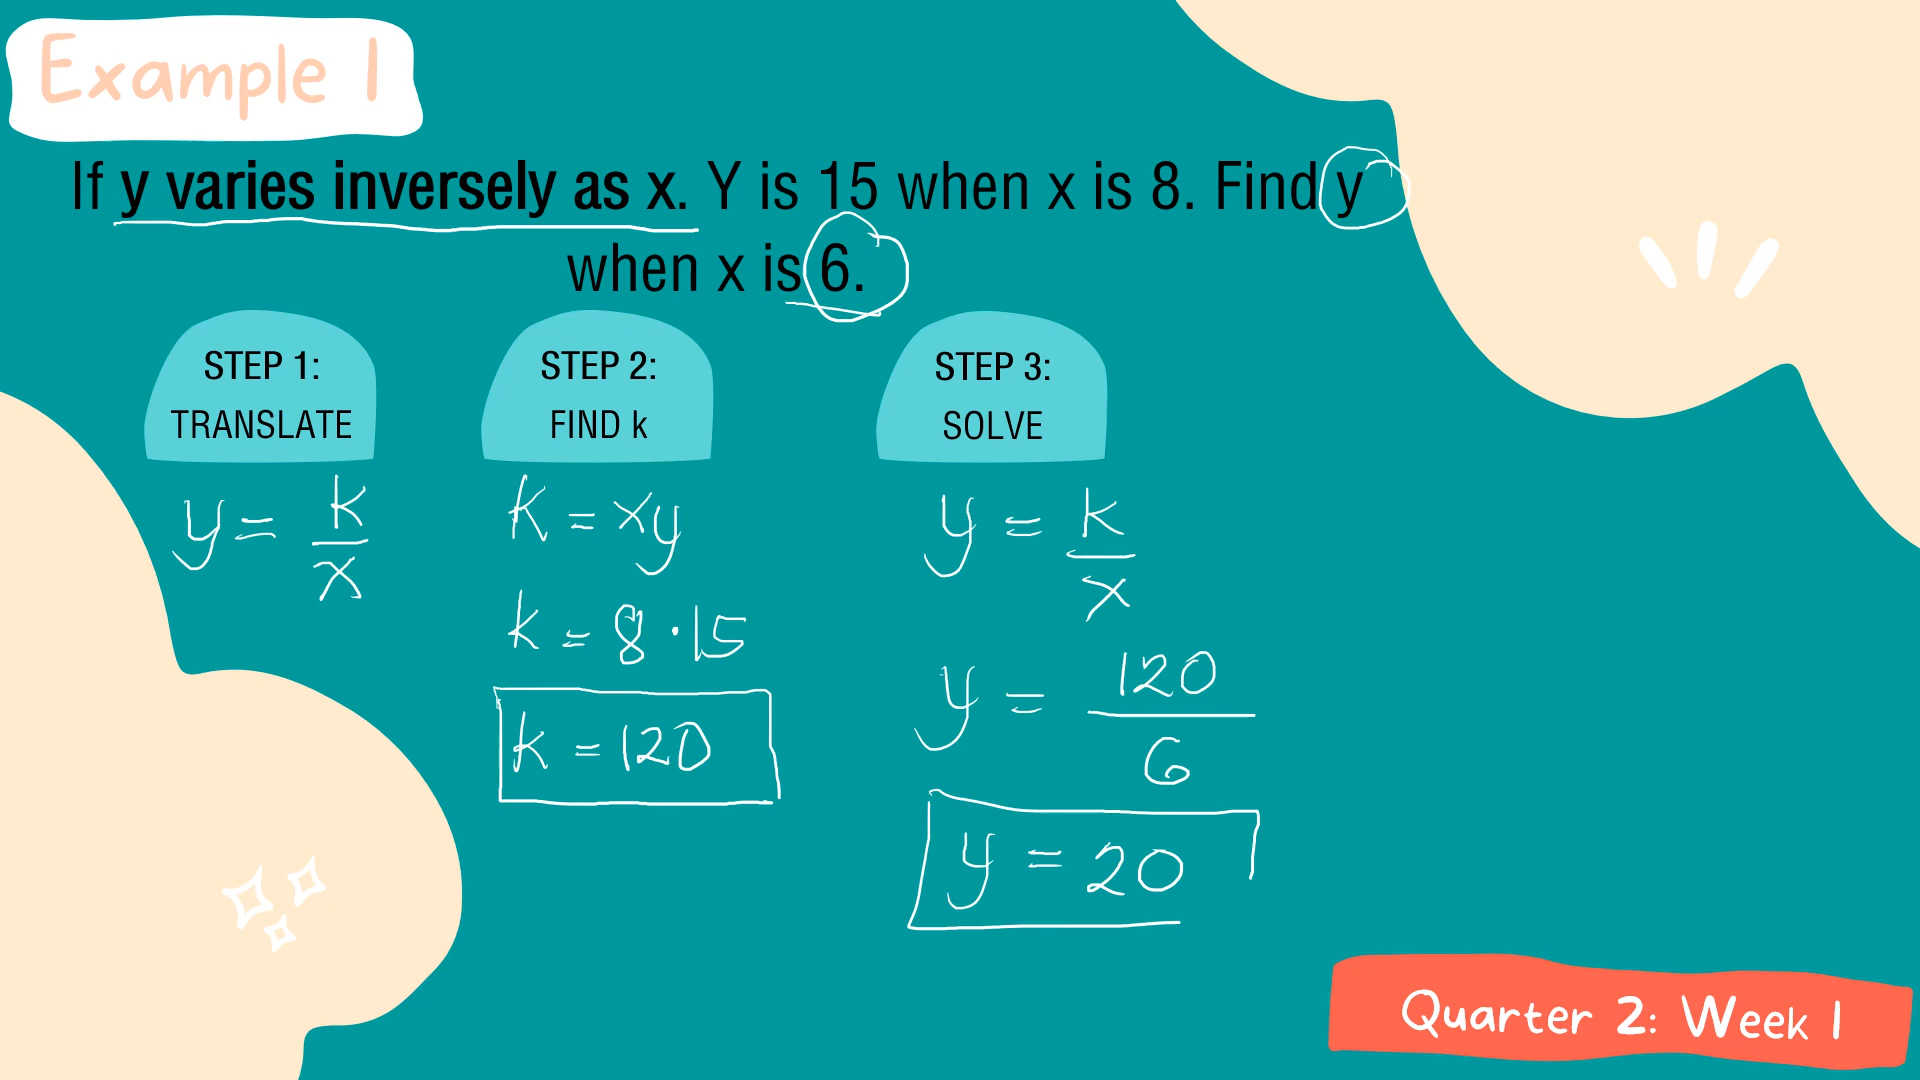 Example 1
If y varies inversely as x. Y is 15 when x is 8. Find y
when x is 6.
STEP 1:
TRANSLATE
y = k/x
STEP 2:
FIND k
k = xy
k = 8 · 15
k = 120
STEP 3:
SOLVE
y = k/x
y = 120/6
y = 20
Quarter 2: Week 1